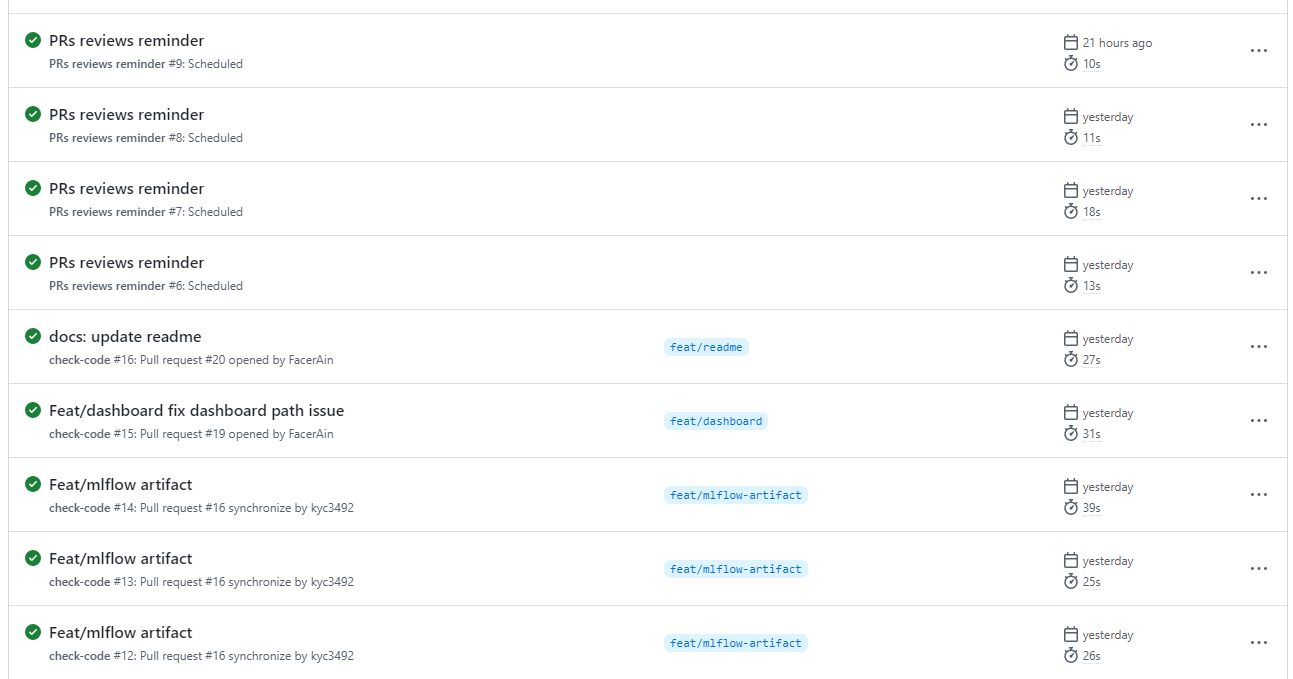 PRs reviews reminder
PRs reviews reminder #9: Scheduled
21 hours ago
10s
PRs reviews reminder
PRs reviews reminder #8: Scheduled
yesterday
11s
PRs reviews reminder
PRs reviews reminder #7: Scheduled
yesterday
18s
PRs reviews reminder
PRs reviews reminder #6: Scheduled
yesterday
13s
docs: update readme
check-code #16: Pull request #20 opened by FacerAin
feat/readme
yesterday
27s
Feat/dashboard fix dashboard path issue
check-code #15: Pull request #19 opened by FacerAin
feat/dashboard
yesterday
31s
Feat/mlflow artifact
check-code #14: Pull request #16 synchronize by kyc3492
feat/mlflow-artifact
yesterday
39s
Feat/mlflow artifact
check-code #13: Pull request #16 synchronize by kyc3492
feat/mlflow-artifact
yesterday
25s
Feat/mlflow artifact
check-code #12: Pull request #16 synchronize by kyc3492
feat/mlflow-artifact
yesterday
26s